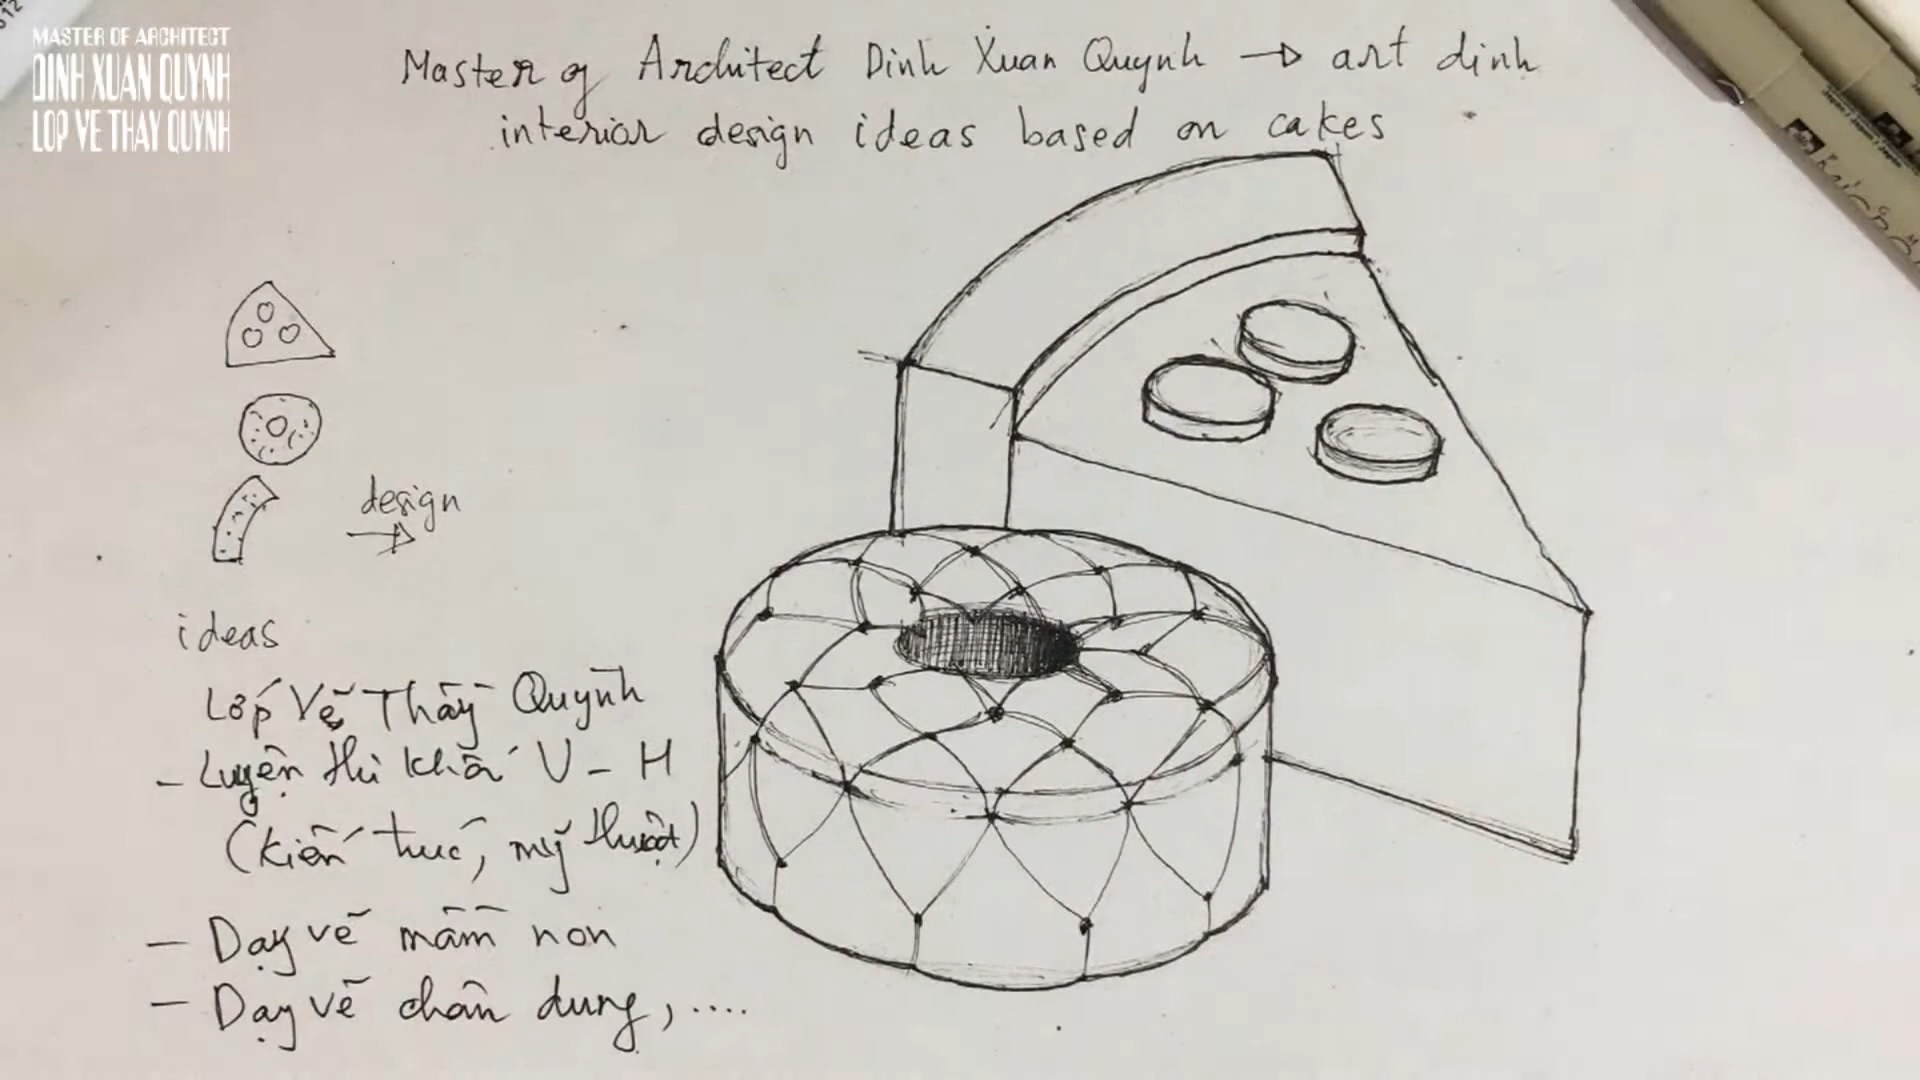 MASTER OF ARCHITECT
DINH XUAN QUYNH
LOP VE THAY QUYNH
Master of Architect Dinh Xuan Quynh → art dinh
interior design ideas based on cakes
design
ideas
Lớp Vẽ Thầy Quỳnh
- Luyện thi khối V - H
(kiến trúc, mỹ thuật)
- Dạy vẽ mầm non
- Dạy vẽ chân dung, ....